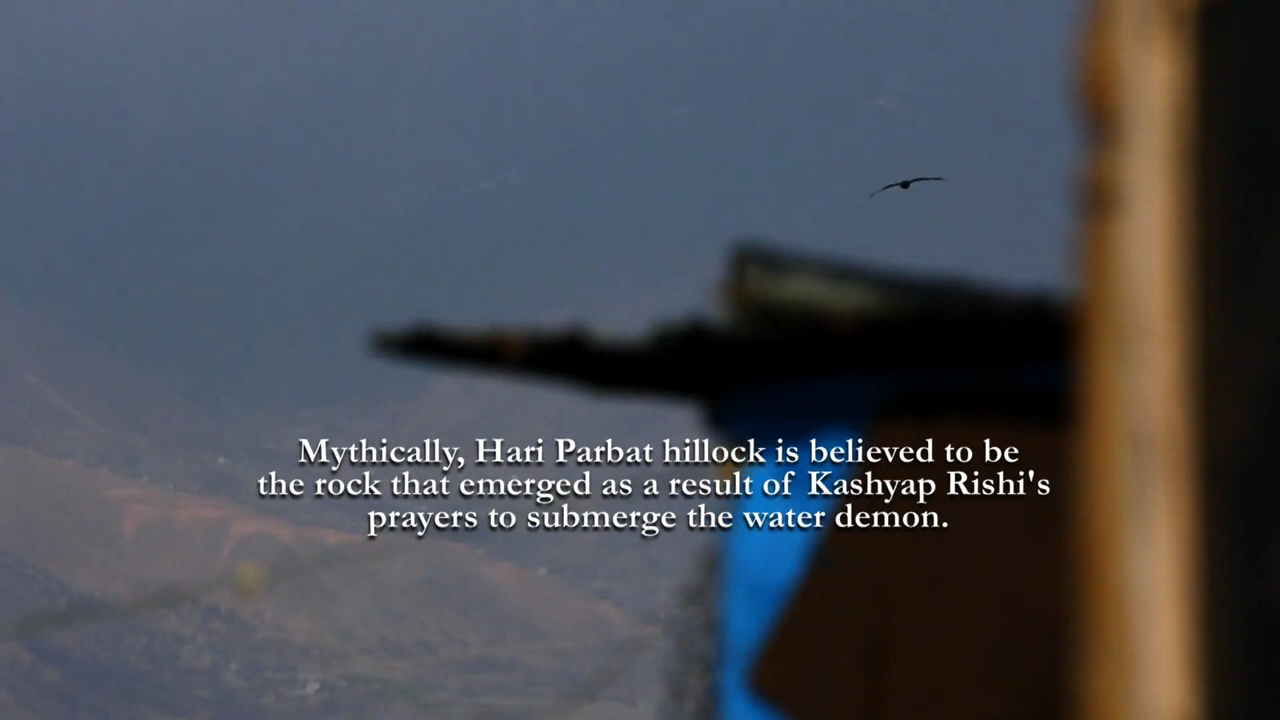 Mythically, Hari Parbat hillock is believed to be
the rock that emerged as a result of Kashyap Rishi's
prayers to submerge the water demon.